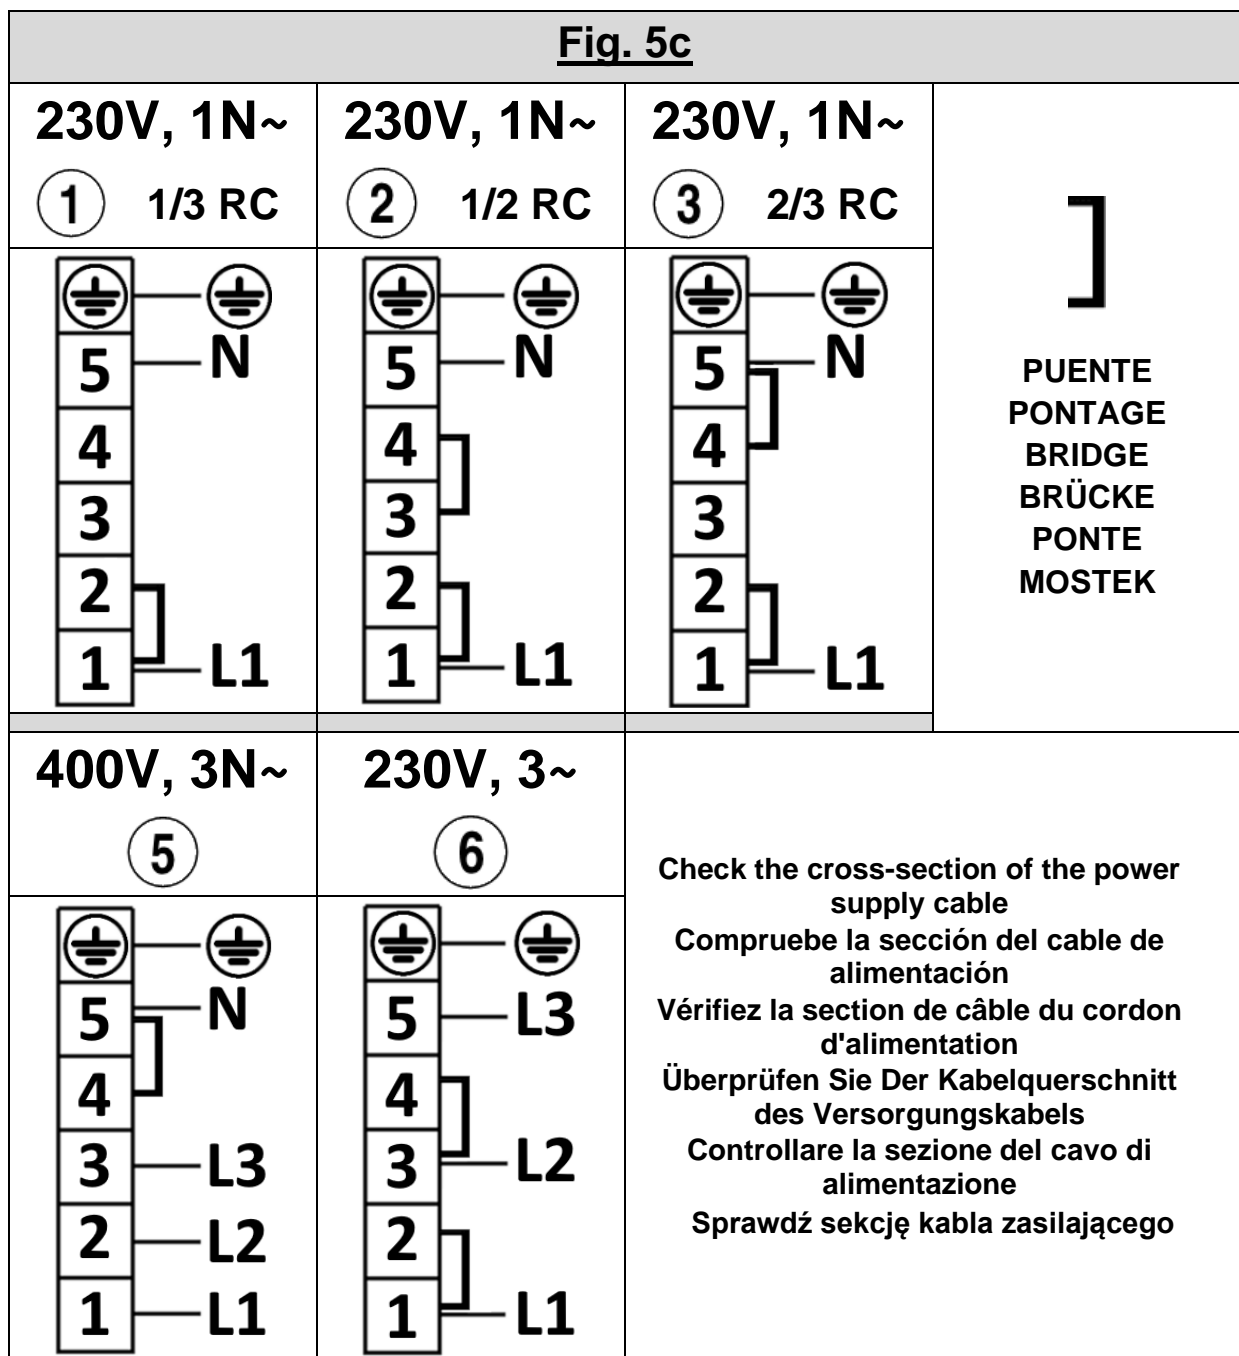 Fig. 5c
230V, 1N~
① 1/3 RC
5
N
4
3
2
1
L1
230V, 1N~
② 1/2 RC
5
N
4
3
2
1
L1
230V, 1N~
③ 2/3 RC
5
N
4
3
2
1
L1
PUENTE
PONTAGE
BRIDGE
BRÜCKE
PONTE
MOSTEK
400V, 3N~
⑤
5
N
4
3
L3
2
L2
1
L1
230V, 3~
⑥
5
L3
4
3
L2
2
1
L1
Check the cross-section of the power
supply cable
Compruebe la sección del cable de
alimentación
Vérifiez la section de câble du cordon
d'alimentation
Überprüfen Sie Der Kabelquerschnitt
des Versorgungskabels
Controllare la sezione del cavo di
alimentazione
Sprawdź sekcję kabla zasilającego